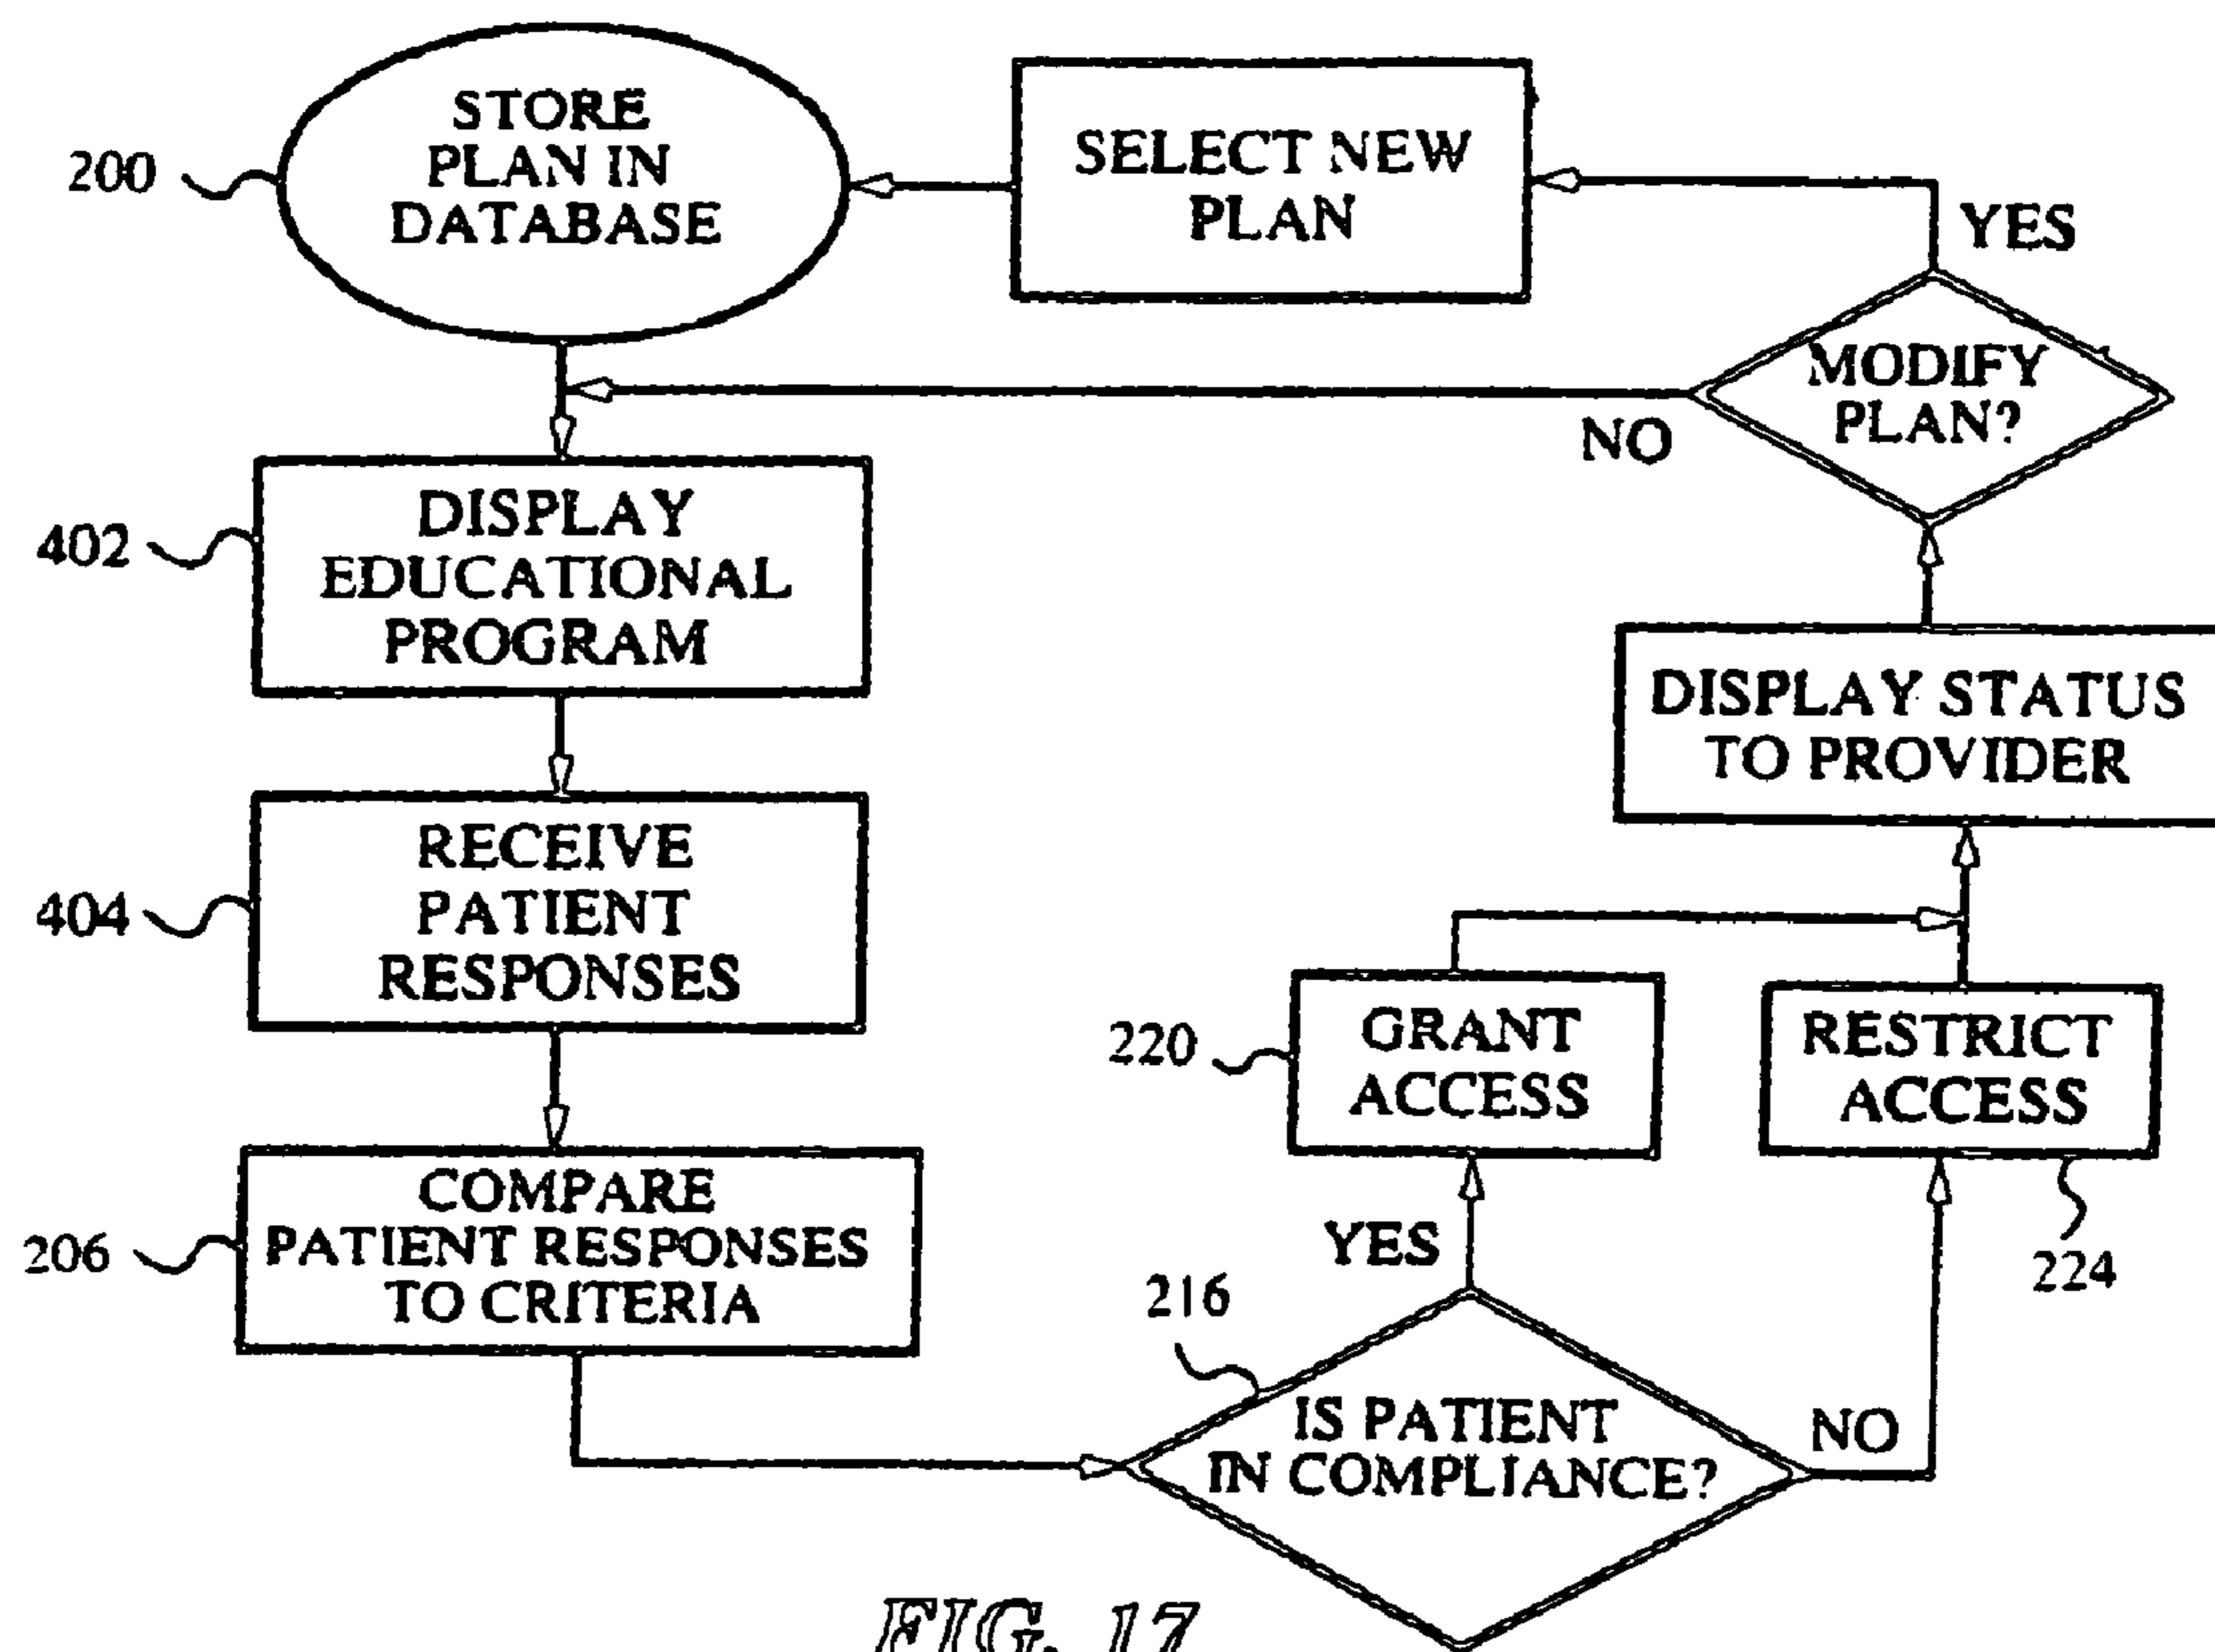 STORE
PLAN IN
DATABASE
200
SELECT NEW
PLAN
YES
MODIFY
PLAN?
NO
DISPLAY
EDUCATIONAL
PROGRAM
402
DISPLAY STATUS
TO PROVIDER
RECEIVE
PATIENT
RESPONSES
404
GRANT
ACCESS
220
RESTRICT
ACCESS
224
COMPARE
PATIENT RESPONSES
TO CRITERIA
206
YES
216
IS PATIENT
IN COMPLIANCE?
NO
FIG. 17